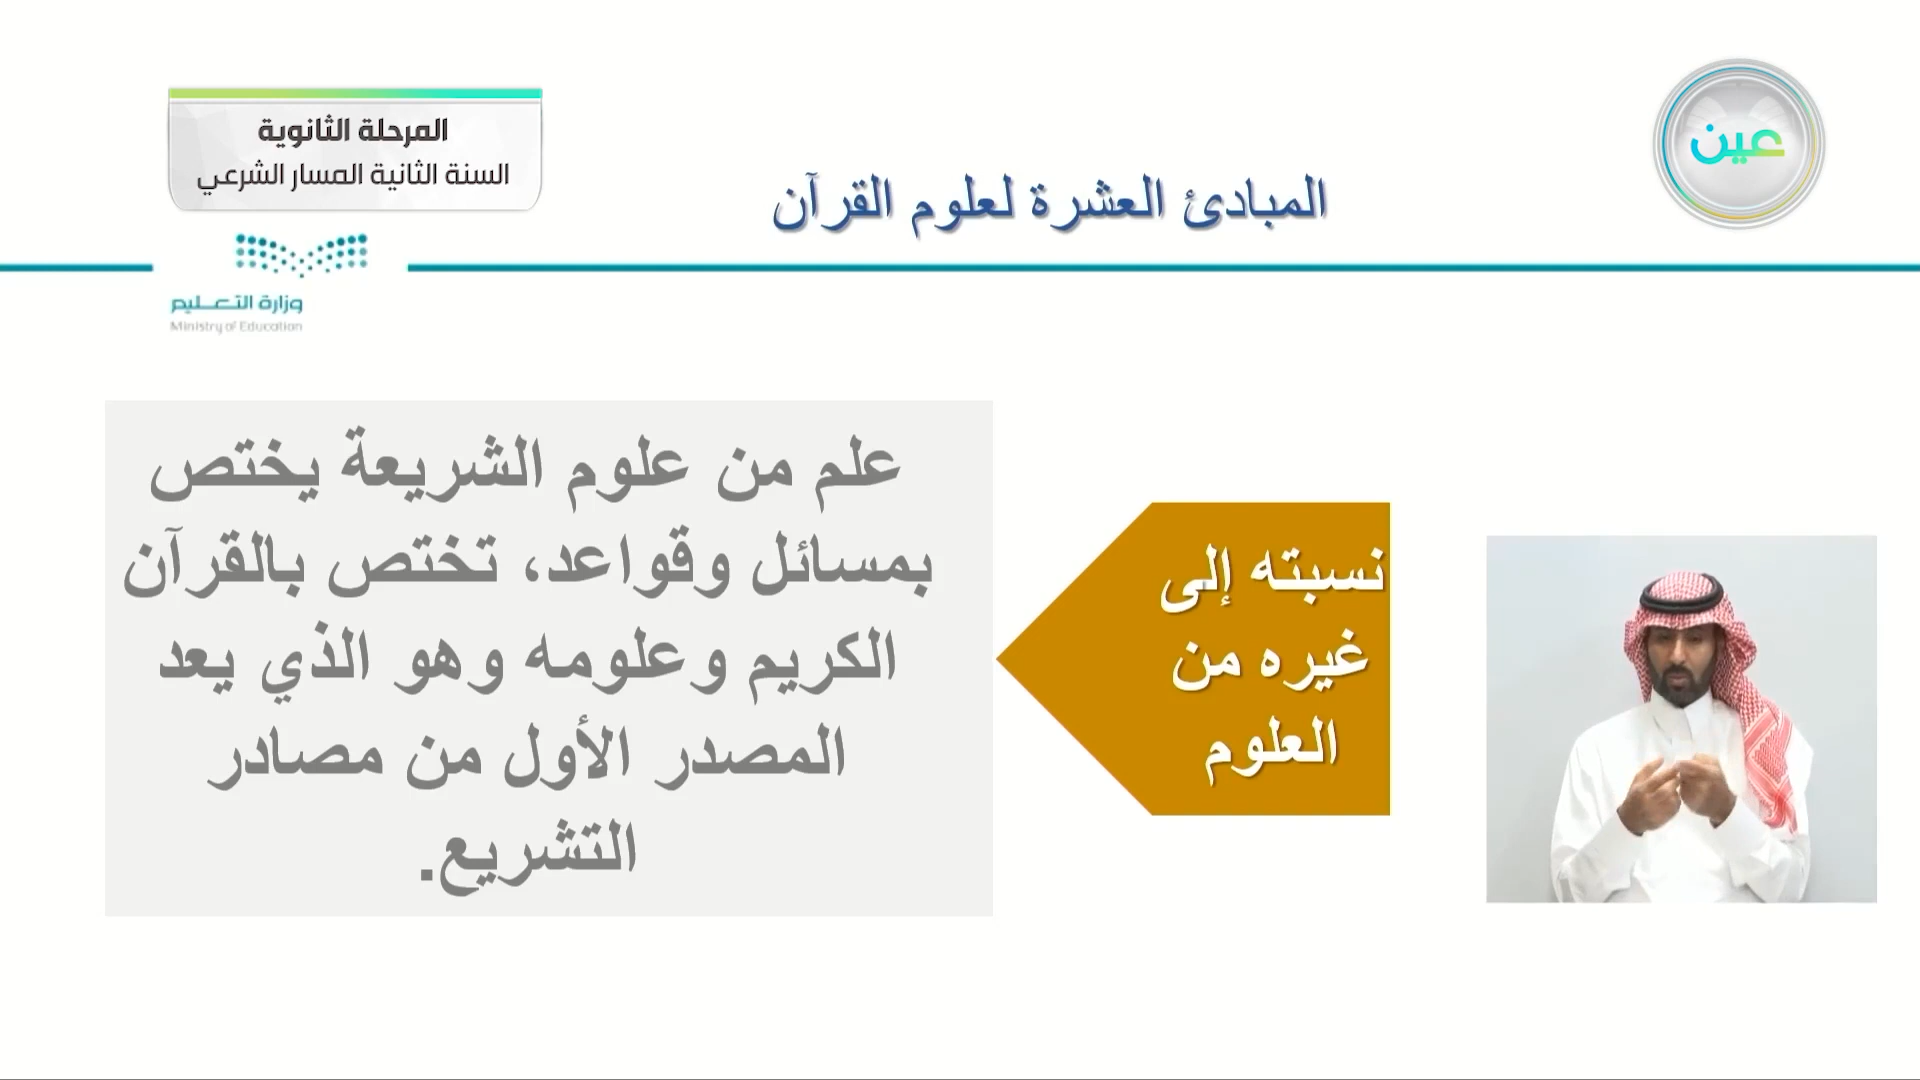 المرحلة الثانوية
السنة الثانية المسار الشرعي
عين
المبادئ العشرة لعلوم القرآن
وزارة التعـــليم
Ministry of Education
نسبته إلى
غيره من
العلوم
علم من علوم الشريعة يختص
بمسائل وقواعد، تختص بالقرآن
الكريم وعلومه وهو الذي يعد
المصدر الأول من مصادر
التشريع.